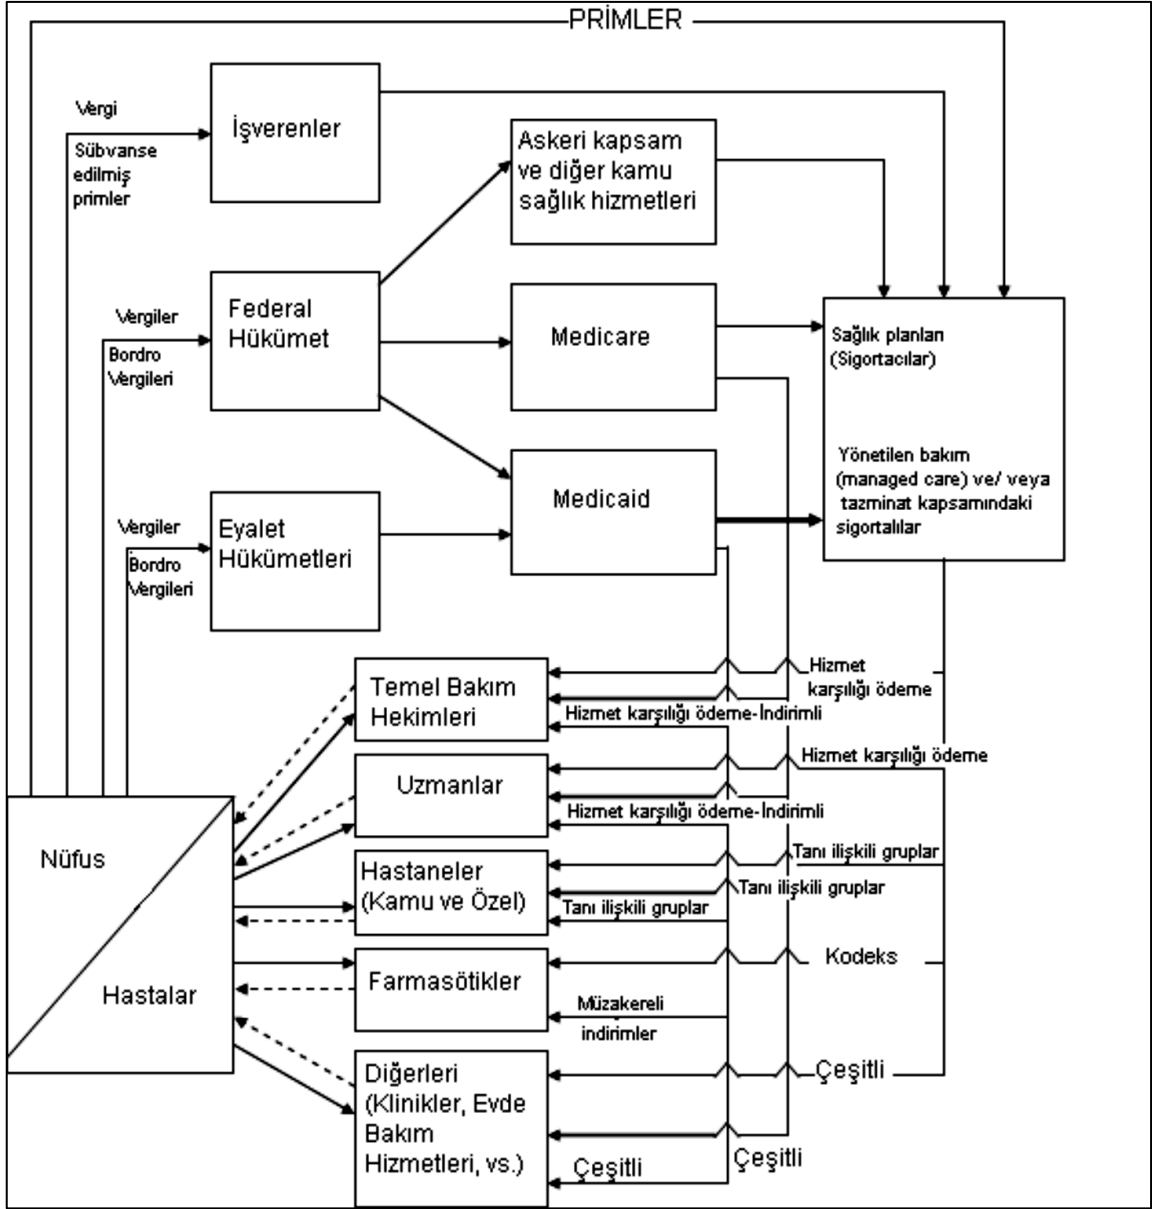 PRİMLER
Vergi
İşverenler
Sübvanse
edilmiş
primler
Askeri kapsam
ve diğer kamu
sağlık hizmetleri
Vergiler
Federal
Hükümet
Bordro
Vergileri
Medicare
Sağlık planları
(Sigortacılar)
Yönetilen bakım
(managed care) ve/ veya
tazminat kapsamındaki
sigortalılar
Medicaid
Vergiler
Eyalet
Hükümetleri
Bordro
Vergileri
Temel Bakım
Hekimleri
Hizmet
karşılığı ödeme
Hizmet karşılığı ödeme-İndirimli
Uzmanlar
Hizmet karşılığı ödeme
Hizmet karşılığı ödeme-İndirimli
Nüfus
Hastalar
Hastaneler
(Kamu ve Özel)
Tanı ilişkili gruplar
Tanı ilişkili gruplar
Tanı ilişkili gruplar
Farmasötikler
Kodeks
Müzakereli
indirimler
Diğerleri
(Klinikler, Evde
Bakım
Hizmetleri, vs.)
Çeşitli
Çeşitli
Çeşitli